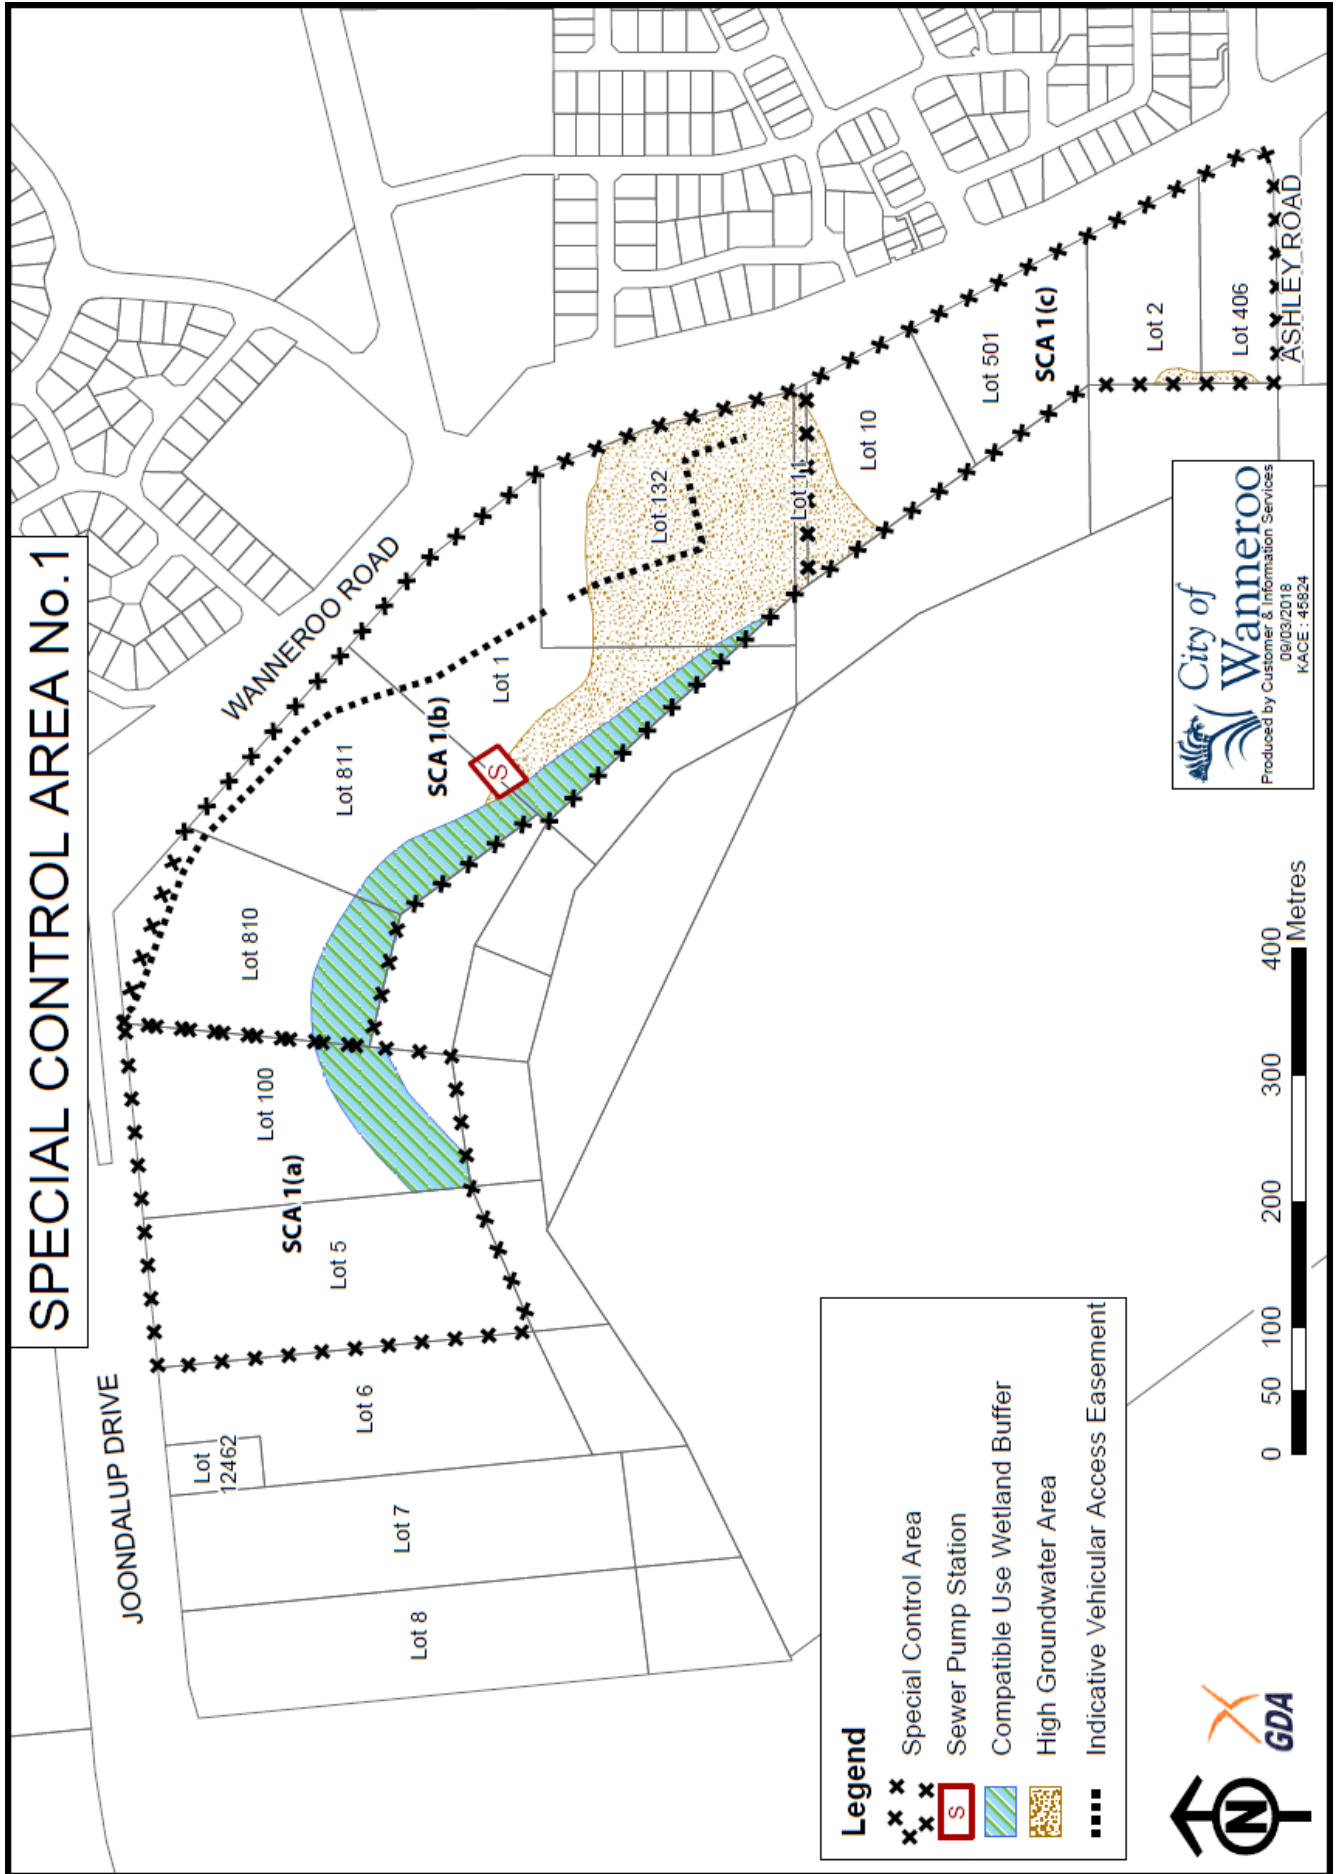 SPECIAL CONTROL AREA No.1
JOONDALUP DRIVE
WANNEROO ROAD
ASHLEY ROAD
Lot 8
Lot 7
Lot
12462
Lot 6
Lot 5
SCA 1(a)
Lot 100
Lot 810
Lot 811
SCA 1(b)
S
Lot 1
Lot 132
Lot 11
Lot 10
Lot 501
SCA 1(c)
Lot 2
Lot 406
Legend
Special Control Area
S
Sewer Pump Station
Compatible Use Wetland Buffer
High Groundwater Area
Indicative Vehicular Access Easement
N
GDA
0 50 100 200 300 400
Metres
City of
Wanneroo
Produced by Customer & Information Services
09/03/2018
KACE : 45824